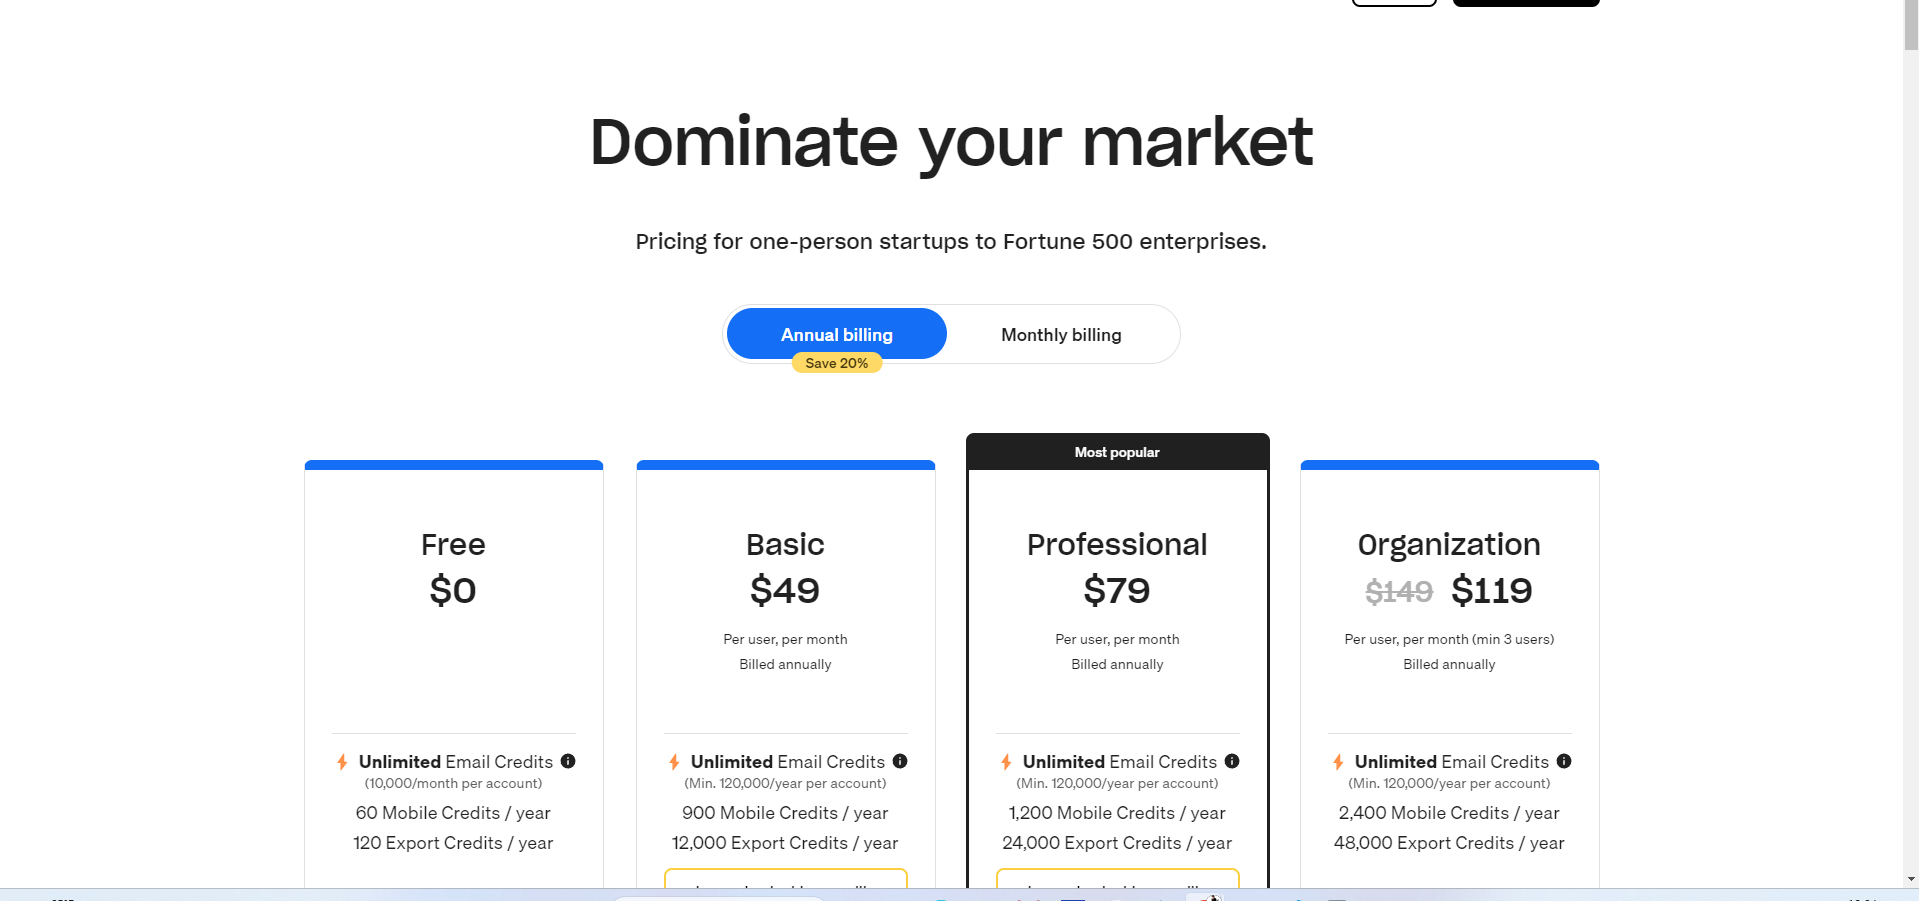 Dominate your market
Pricing for one-person startups to Fortune 500 enterprises.
Annual billing
Monthly billing
Save 20%
Most popular
Free
$0
Unlimited Email Credits
(10,000/month per account)
60 Mobile Credits / year
120 Export Credits / year
Basic
$49
Per user, per month
Billed annually
Unlimited Email Credits
(Min. 120,000/year per account)
900 Mobile Credits / year
12,000 Export Credits / year
Professional
$79
Per user, per month
Billed annually
Unlimited Email Credits
(Min. 120,000/year per account)
1,200 Mobile Credits / year
24,000 Export Credits / year
Organization
$149 $119
Per user, per month (min 3 users)
Billed annually
Unlimited Email Credits
(Min. 120,000/year per account)
2,400 Mobile Credits / year
48,000 Export Credits / year